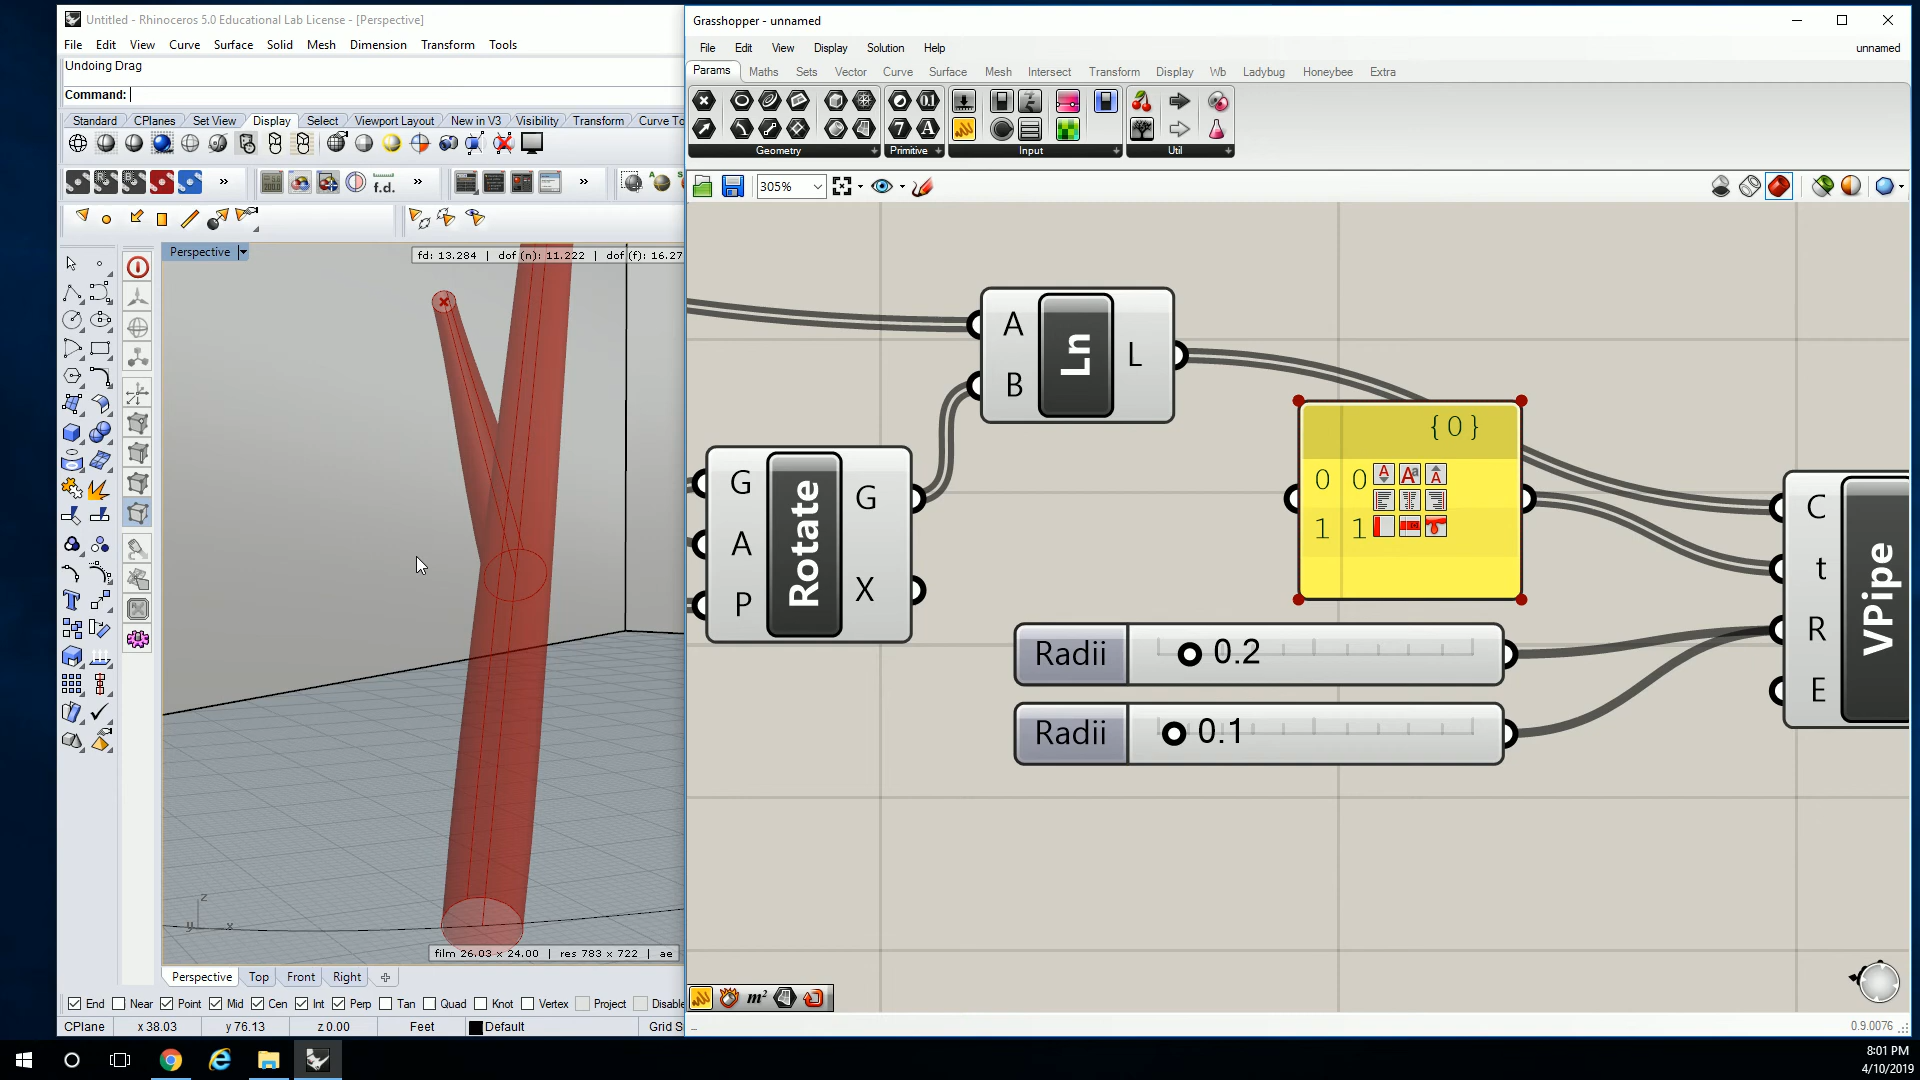 Untitled - Rhinoceros 5.0 Educational Lab License - [Perspective]
File Edit View Curve Surface Solid Mesh Dimension Transform Tools
Undoing Drag
Command:
Standard CPlanes Set View Display Select Viewport Layout New in V3 Visibility Transform Curve To
f.d.
Perspective
fd: 13.284 | dof (n): 11.222 | dof (f): 16.27
z
y x
film 26.03 x 24.00 | res 783 x 722 | ae
Perspective Top Front Right
End Near Point Mid Cen Int Perp Tan Quad Knot Vertex Project Disable
CPlane x 38.03 y 76.13 z 0.00 Feet Default Grid S
Grasshopper - unnamed
File Edit View Display Solution Help unnamed
Params Maths Sets Vector Curve Surface Mesh Intersect Transform Display Wb Ladybug Honeybee Extra
Geometry Primitive Input Util
305%
A Ln L
B
{0}
0 0
1 1
G Rotate G
A
P X
Radii 0.2
Radii 0.1
C VPipe
t
R
E
m²
0.9.0076
8:01 PM
4/10/2019